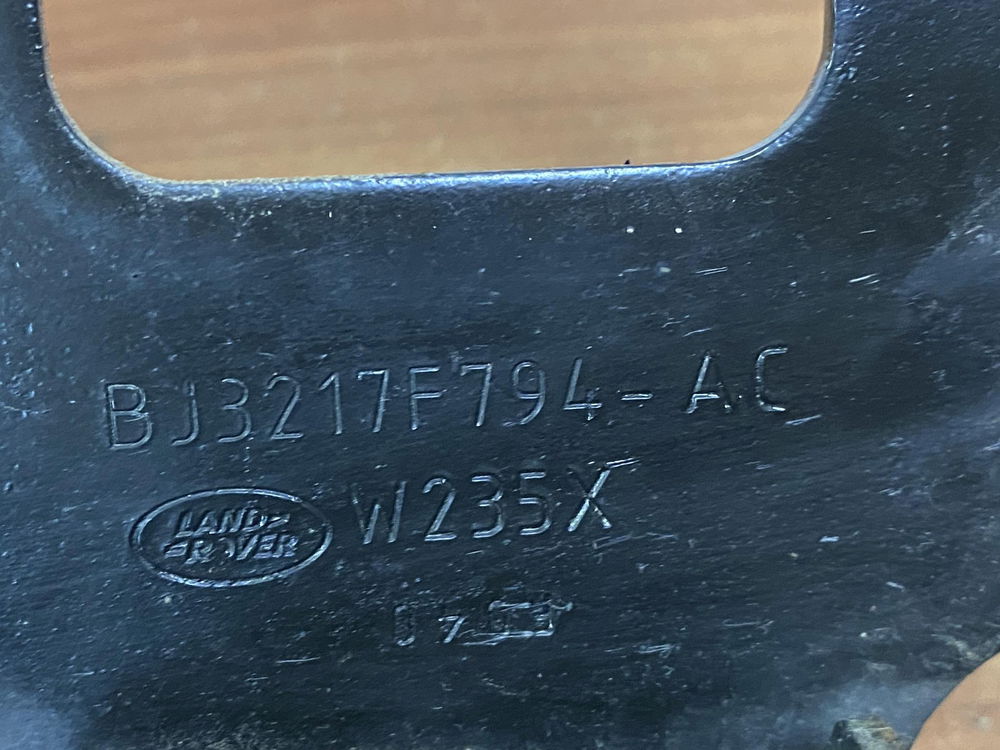 BJ3217F794-AC
LAND ROVER W235X